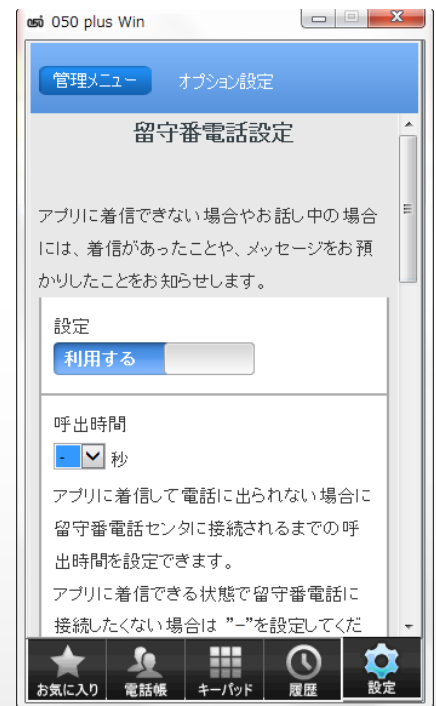 050 plus Win
管理メニュー オプション設定
留守番電話設定
アプリに着信できない場合やお話し中の場合
には、着信があったことや、メッセージをお預
かりしたことをお知らせします。
設定
利用する
呼出時間
- 秒
アプリに着信して電話に出られない場合に
留守番電話センタに接続されるまでの呼
出時間を設定できます。
アプリに着信できる状態で留守番電話に
接続したくない場合は "-"を設定してくだ
お気に入り 電話帳 キーパッド 履歴 設定